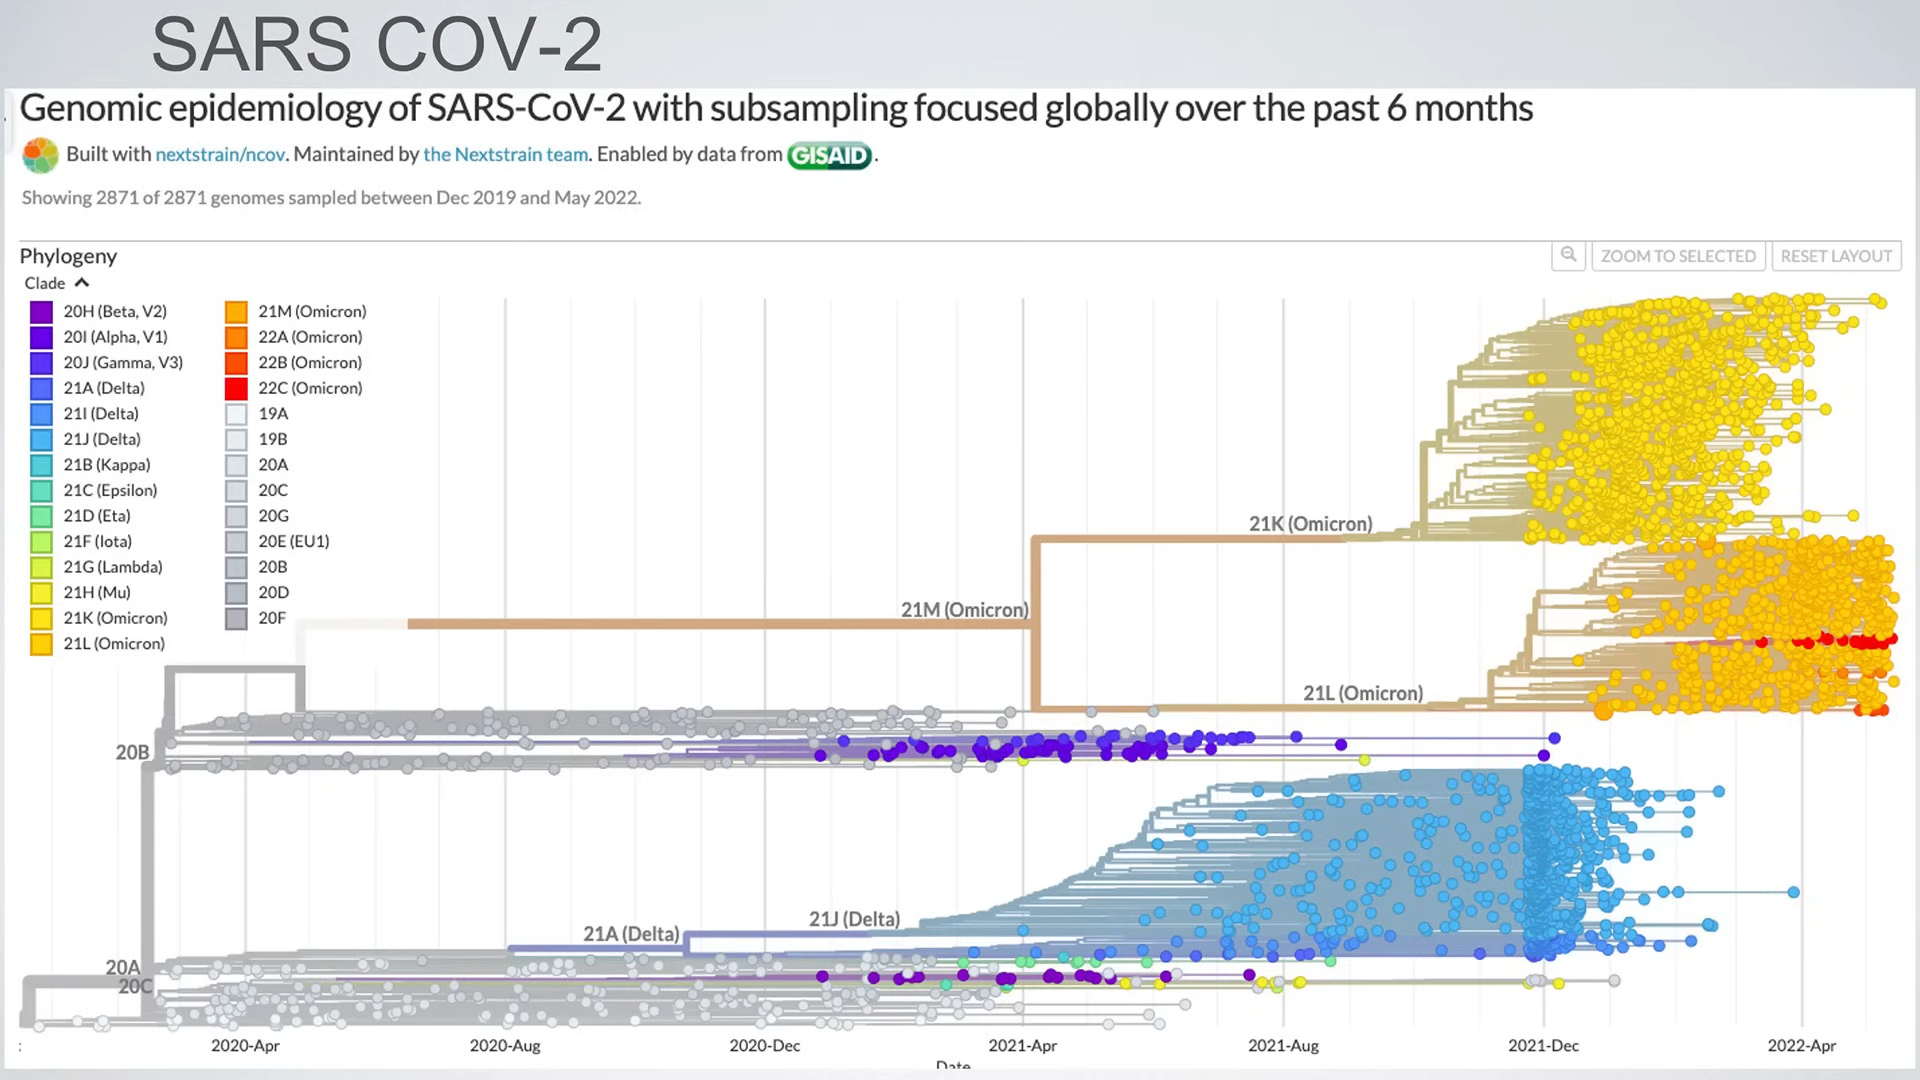 SARS COV-2
Genomic epidemiology of SARS-CoV-2 with subsampling focused globally over the past 6 months
Built with nextstrain/ncov. Maintained by the Nextstrain team. Enabled by data from GISAID.
Showing 2871 of 2871 genomes sampled between Dec 2019 and May 2022.
Phylogeny
ZOOM TO SELECTED
RESET LAYOUT
Clade
20H (Beta, V2)
20I (Alpha, V1)
20J (Gamma, V3)
21A (Delta)
21I (Delta)
21J (Delta)
21B (Kappa)
21C (Epsilon)
21D (Eta)
21F (Iota)
21G (Lambda)
21H (Mu)
21K (Omicron)
21L (Omicron)
21M (Omicron)
22A (Omicron)
22B (Omicron)
22C (Omicron)
19A
19B
20A
20C
20G
20E (EU1)
20B
20D
20F
21K (Omicron)
21M (Omicron)
21L (Omicron)
20B
21J (Delta)
21A (Delta)
20A
20C
2020-Apr
2020-Aug
2020-Dec
2021-Apr
2021-Aug
2021-Dec
2022-Apr
Date